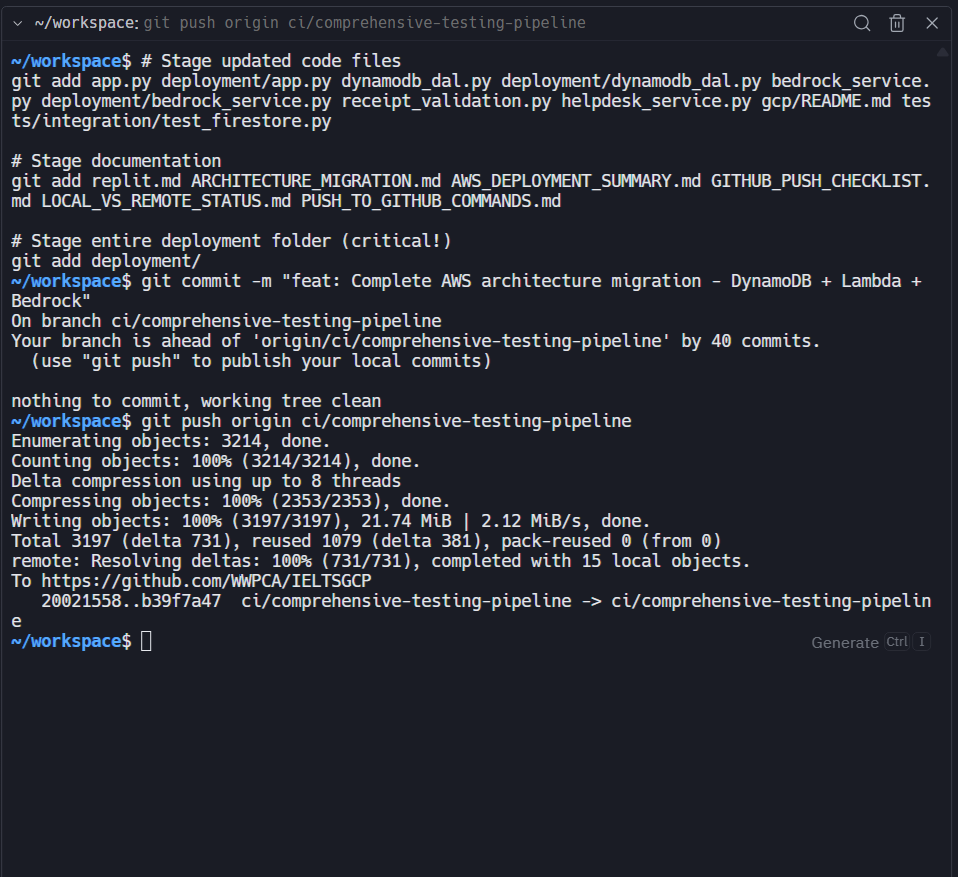 ~/workspace: git push origin ci/comprehensive-testing-pipeline
~/workspace$ # Stage updated code files
git add app.py deployment/app.py dynamodb_dal.py deployment/dynamodb_dal.py bedrock_service.
py deployment/bedrock_service.py receipt_validation.py helpdesk_service.py gcp/README.md tes
ts/integration/test_firestore.py

# Stage documentation
git add replit.md ARCHITECTURE_MIGRATION.md AWS_DEPLOYMENT_SUMMARY.md GITHUB_PUSH_CHECKLIST.
md LOCAL_VS_REMOTE_STATUS.md PUSH_TO_GITHUB_COMMANDS.md

# Stage entire deployment folder (critical!)
git add deployment/
~/workspace$ git commit -m "feat: Complete AWS architecture migration - DynamoDB + Lambda +
Bedrock"
On branch ci/comprehensive-testing-pipeline
Your branch is ahead of 'origin/ci/comprehensive-testing-pipeline' by 40 commits.
  (use "git push" to publish your local commits)

nothing to commit, working tree clean
~/workspace$ git push origin ci/comprehensive-testing-pipeline
Enumerating objects: 3214, done.
Counting objects: 100% (3214/3214), done.
Delta compression using up to 8 threads
Compressing objects: 100% (2353/2353), done.
Writing objects: 100% (3197/3197), 21.74 MiB | 2.12 MiB/s, done.
Total 3197 (delta 731), reused 1079 (delta 381), pack-reused 0 (from 0)
remote: Resolving deltas: 100% (731/731), completed with 15 local objects.
To https://github.com/WWPCA/IELTSGCP
   20021558..b39f7a47  ci/comprehensive-testing-pipeline -> ci/comprehensive-testing-pipelin
e
~/workspace$
Generate Ctrl I